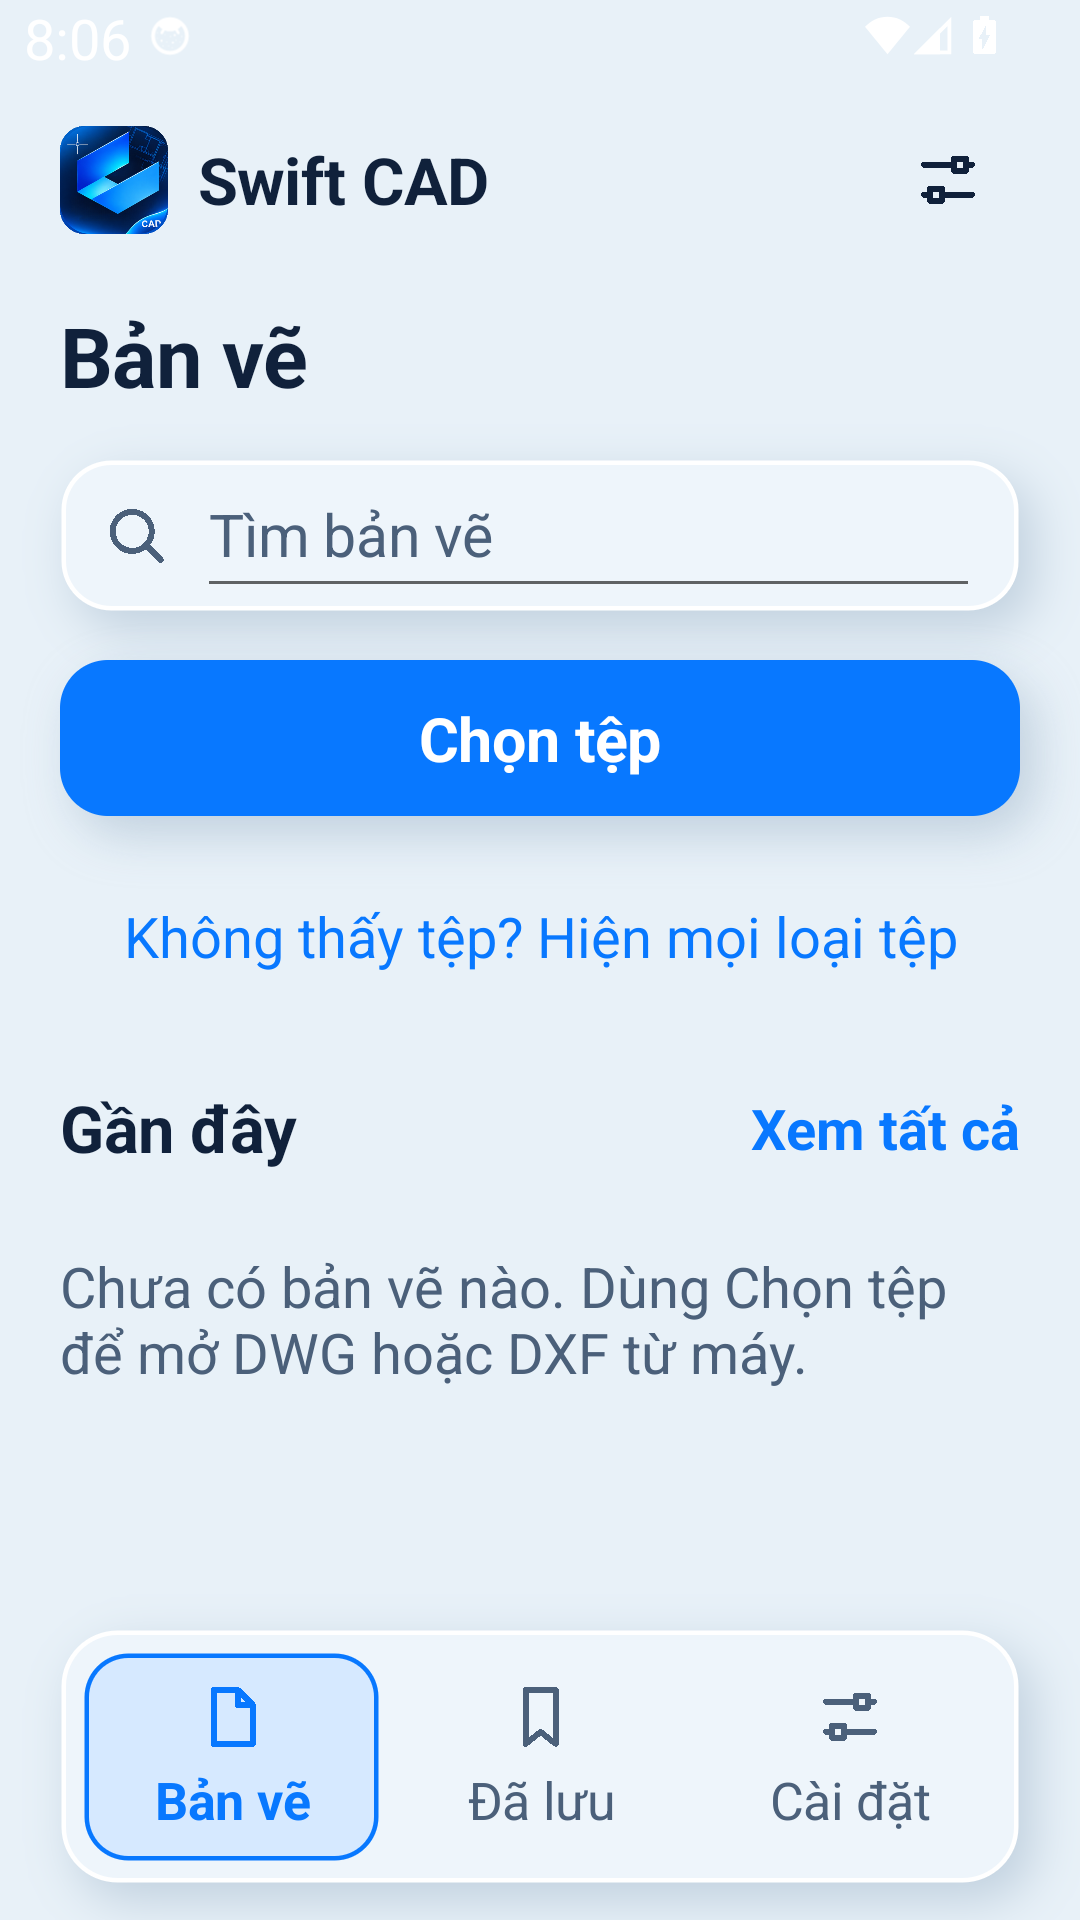 8:06
CAD
Swift CAD
Bản vẽ
Tìm bản vẽ
Chọn tệp
Không thấy tệp? Hiện mọi loại tệp
Gần đây
Xem tất cả
Chưa có bản vẽ nào. Dùng Chọn tệp
để mở DWG hoặc DXF từ máy.
Bản vẽ
Đã lưu
Cài đặt